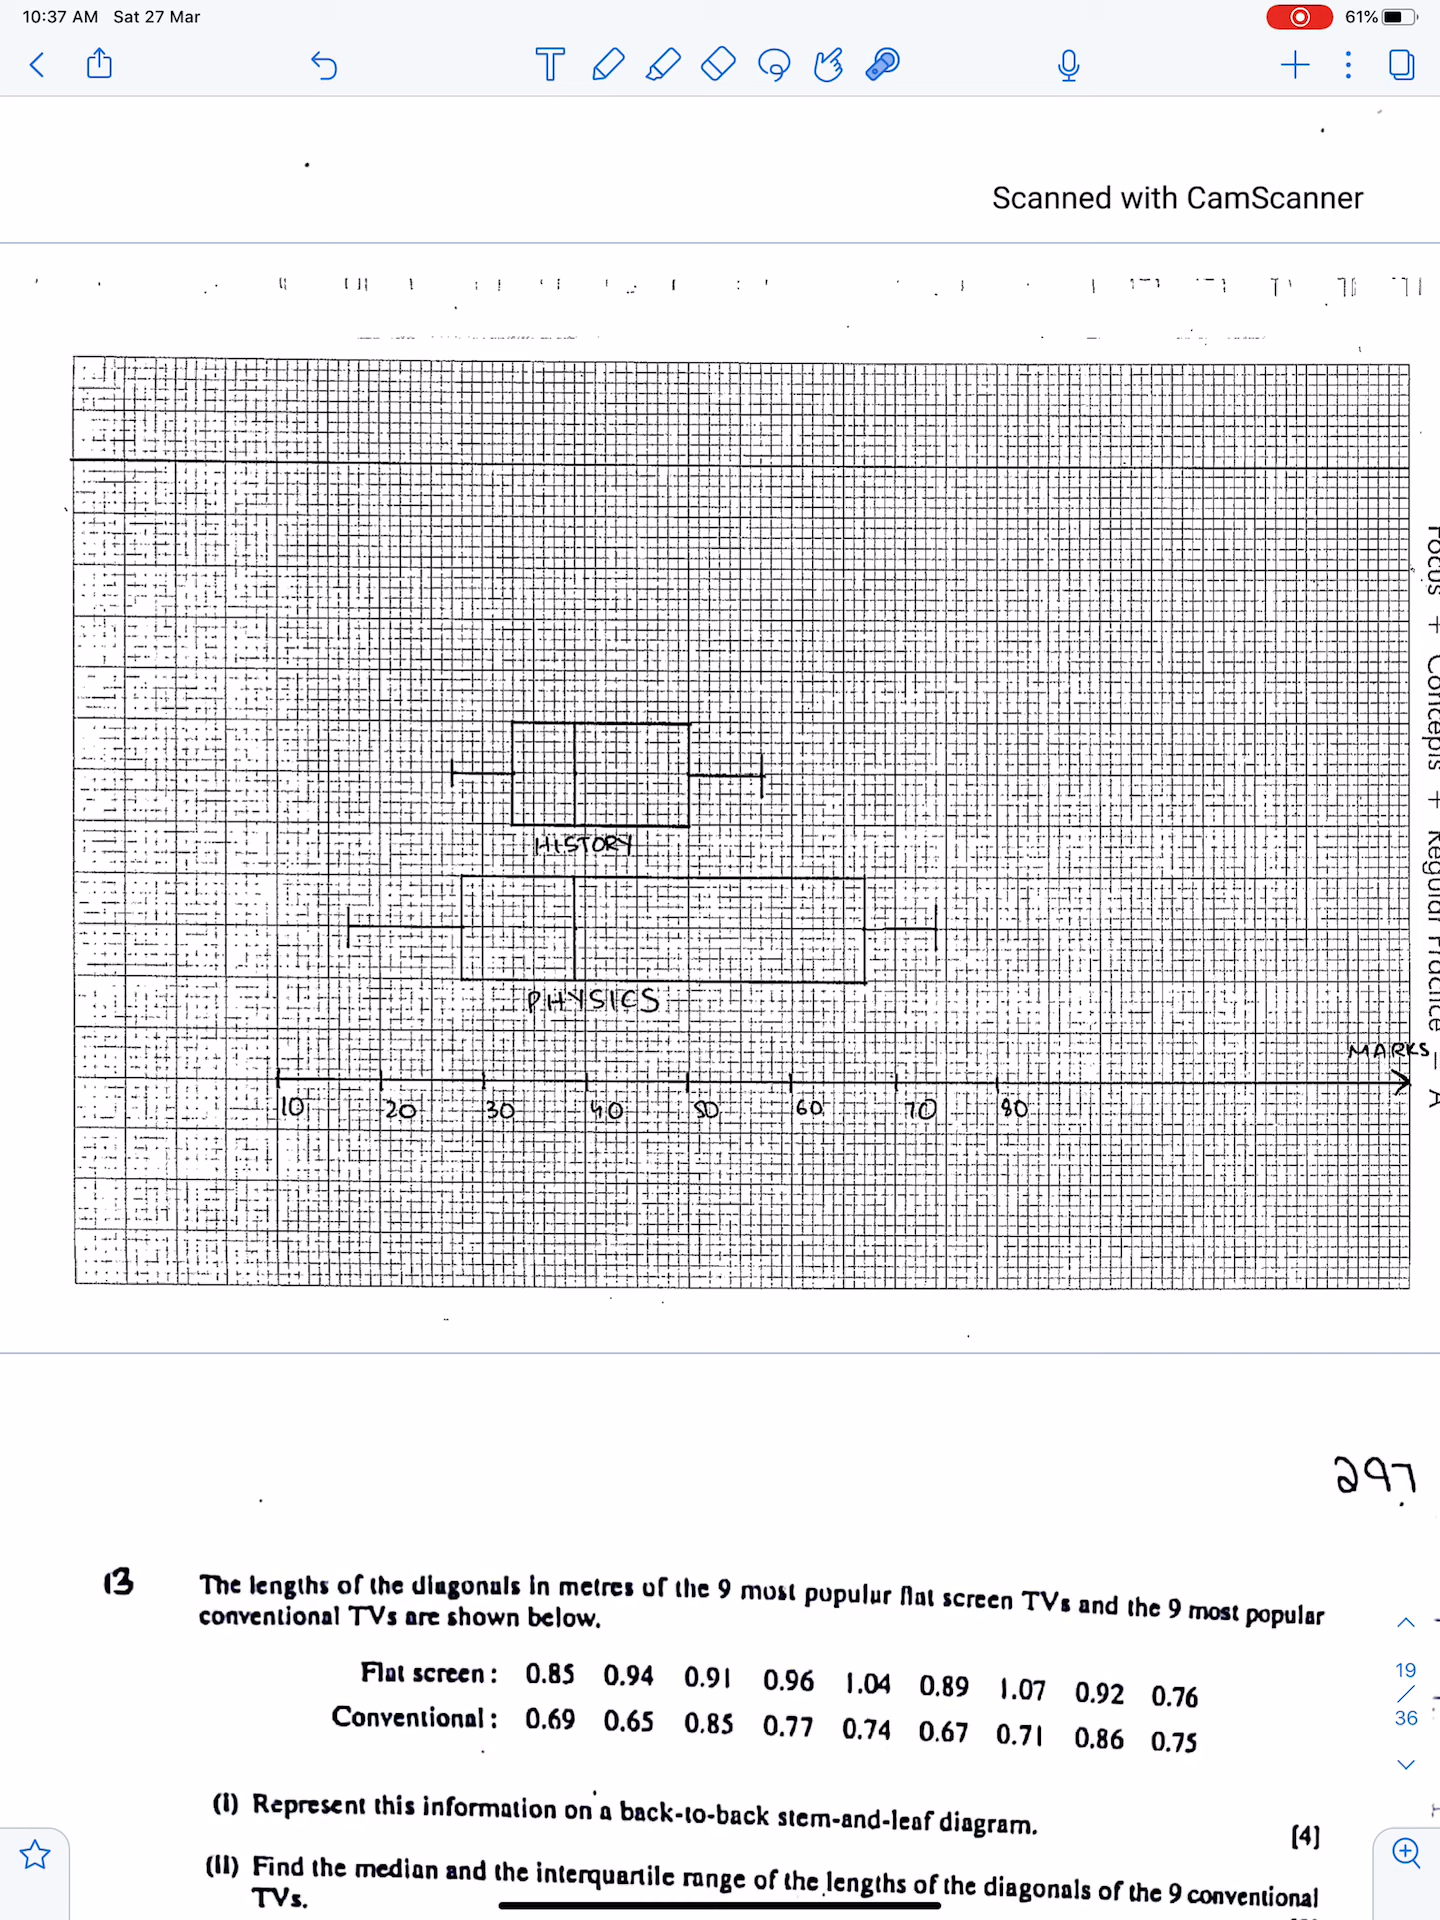 10:37 AM Sat 27 Mar
61%
Scanned with CamScanner
Focus + Concepts + Regular Practice – A
HISTORY
PHYSICS
MARKS
10 20 30 40 50 60 70 80
297
13 The lengths of the diagonals in metres of the 9 most popular flat screen TVs and the 9 most popular
conventional TVs are shown below.
Flat screen : 0.85 0.94 0.91 0.96 1.04 0.89 1.07 0.92 0.76
Conventional : 0.69 0.65 0.85 0.77 0.74 0.67 0.71 0.86 0.75
19
/
36
(i) Represent this information on a back-to-back stem-and-leaf diagram. [4]
(ii) Find the median and the interquartile range of the lengths of the diagonals of the 9 conventional
TVs.